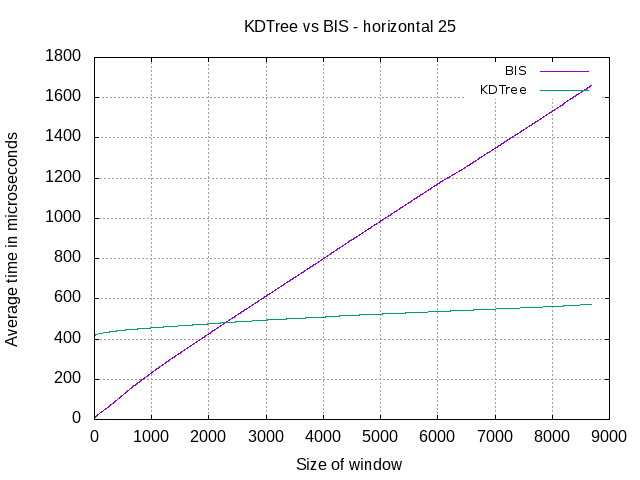 KDTree vs BIS - horizontal 25
BIS
KDTree
Average time in microseconds
1800
1600
1400
1200
1000
800
600
400
200
0
0 1000 2000 3000 4000 5000 6000 7000 8000 9000
Size of window